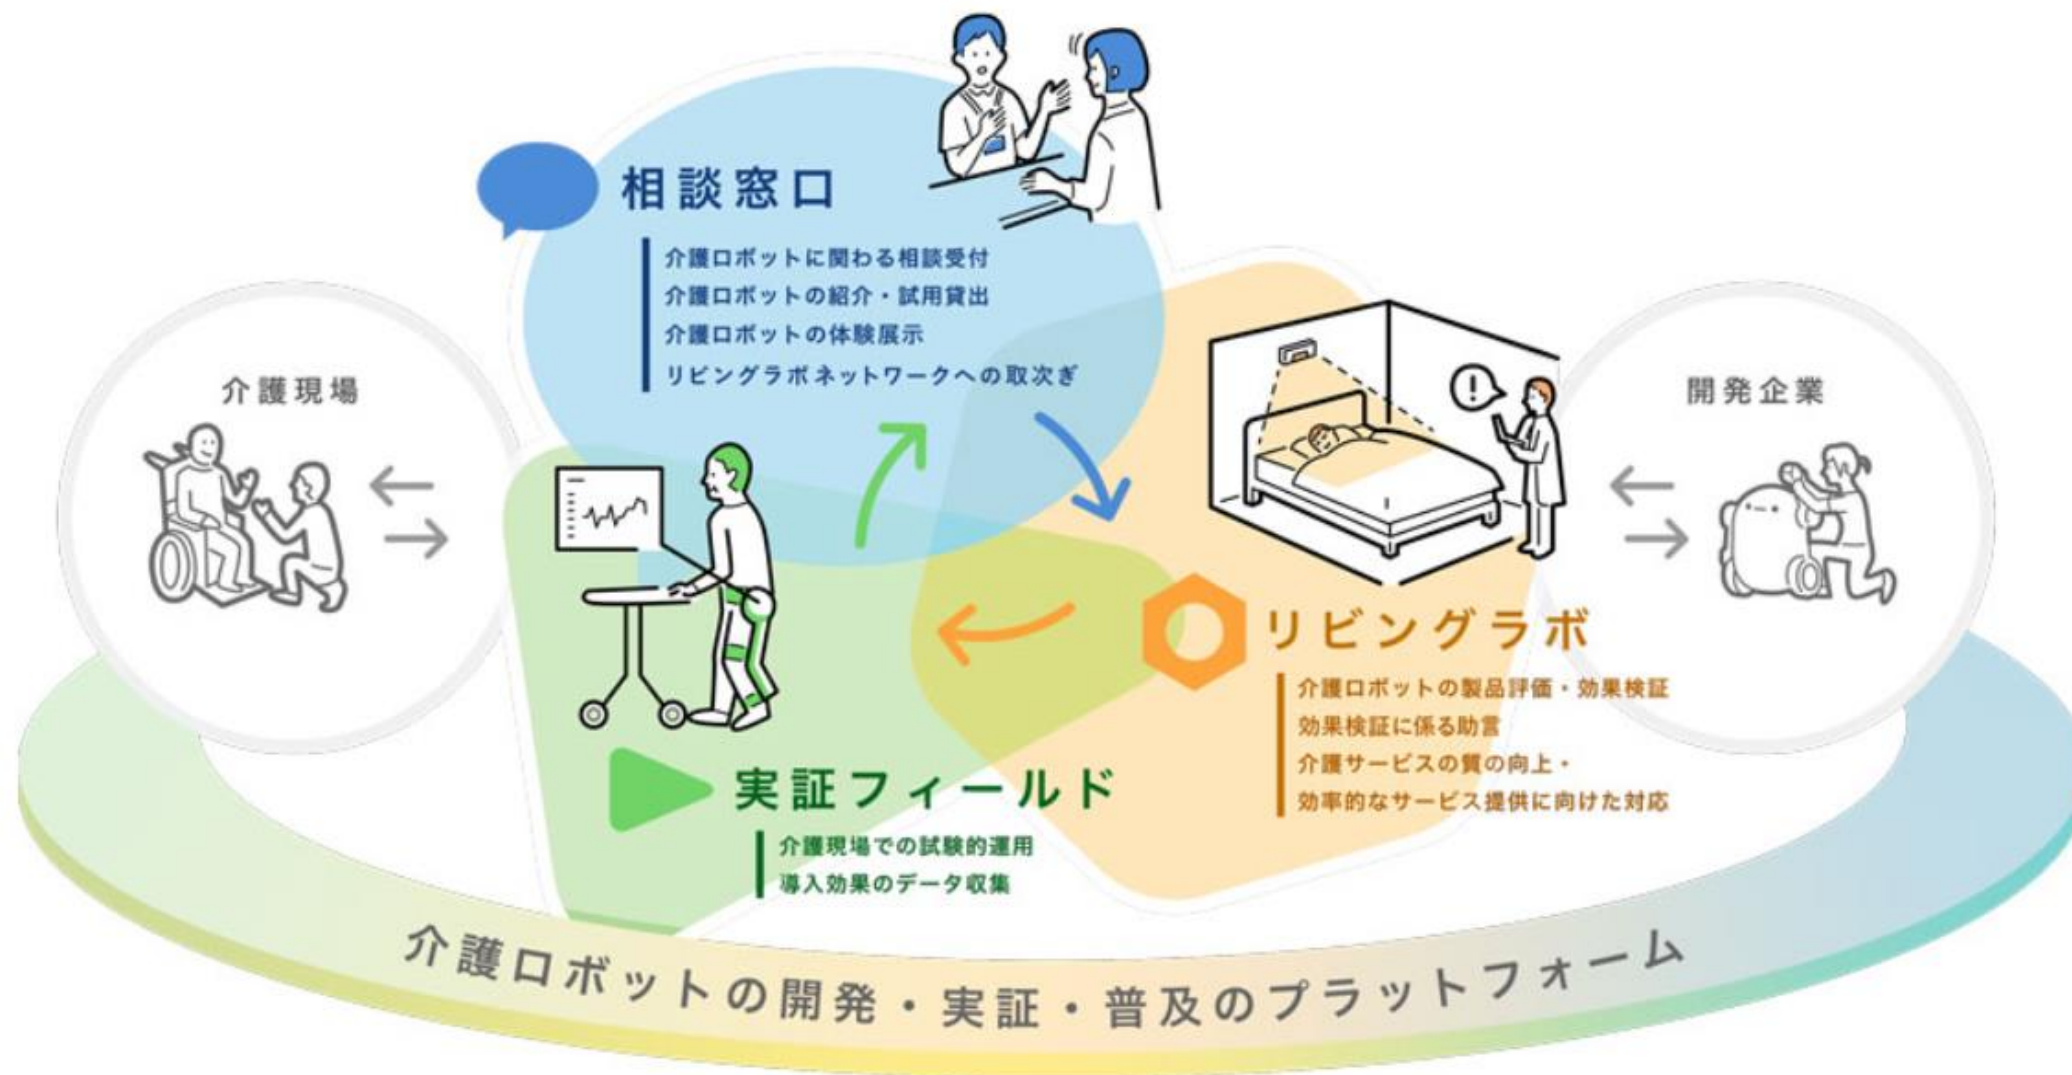 相談窓口
介護ロボットに関わる相談受付
介護ロボットの紹介・試用貸出
介護ロボットの体験展示
リビングラボネットワークへの取次ぎ
介護現場
開発企業
!
リビングラボ
介護ロボットの製品評価・効果検証
効果検証に係る助言
介護サービスの質の向上・
効率的なサービス提供に向けた対応
実証フィールド
介護現場での試験的運用
導入効果のデータ収集
介護ロボットの開発・実証・普及のプラットフォーム